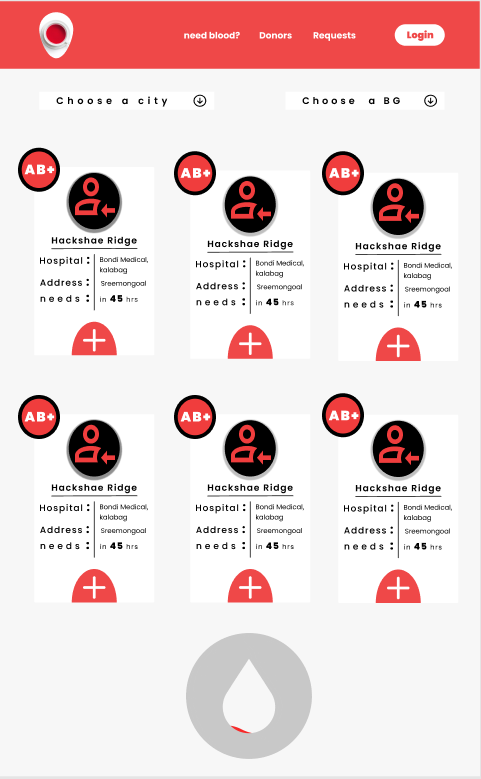 need blood? Donors Requests Login
Choose a city
Choose a BG
AB+
Hackshae Ridge
Hospital : Bondi Medical,
kalabag
Address : Sreemongoal
needs : in 45 hrs
AB+
Hackshae Ridge
Hospital : Bondi Medical,
kalabag
Address : Sreemongoal
needs : in 45 hrs
AB+
Hackshae Ridge
Hospital : Bondi Medical,
kalabag
Address : Sreemongoal
needs : in 45 hrs
AB+
Hackshae Ridge
Hospital : Bondi Medical,
kalabag
Address : Sreemongoal
needs : in 45 hrs
AB+
Hackshae Ridge
Hospital : Bondi Medical,
kalabag
Address : Sreemongoal
needs : in 45 hrs
AB+
Hackshae Ridge
Hospital : Bondi Medical,
kalabag
Address : Sreemongoal
needs : in 45 hrs